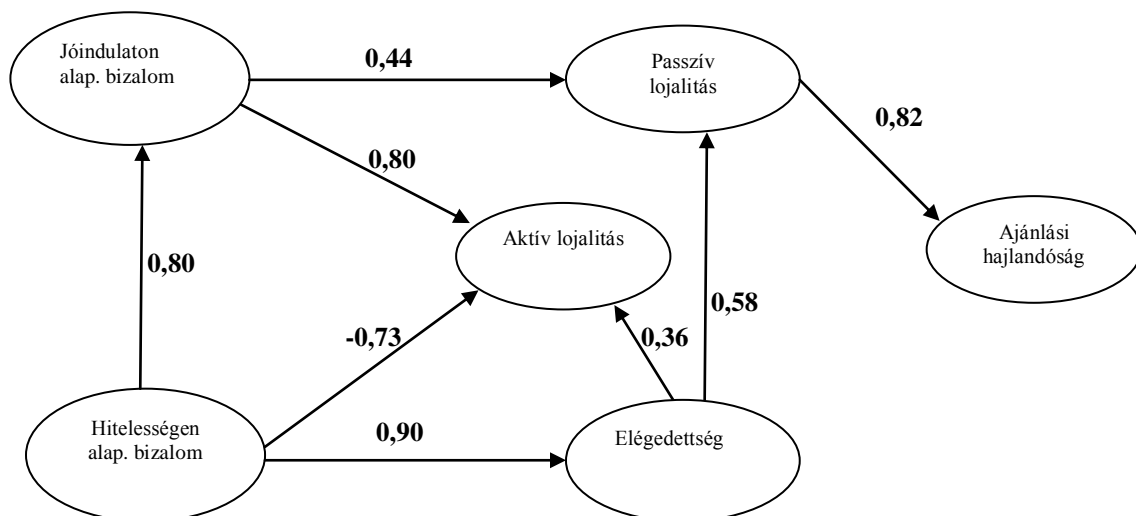 Jóindulaton
alap. bizalom
0,44
Passzív
lojalitás
0,82
0,80
Aktív lojalitás
Ajánlási
hajlandóság
0,80
-0,73
0,36
0,58
Hitelességen
alap. bizalom
0,90
Elégedettség